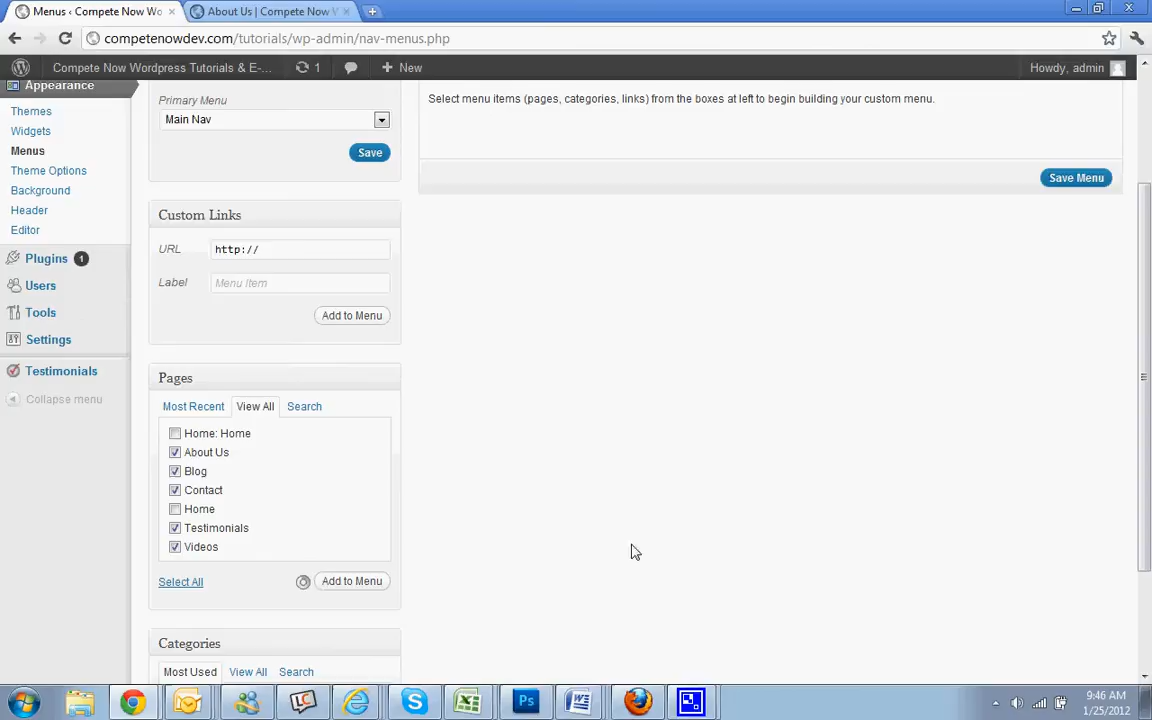 Menus ‹ Compete Now Wo
About Us | Compete Now W
competenowdev.com/tutorials/wp-admin/nav-menus.php
Compete Now Wordpress Tutorials & E-...
1
New
Howdy, admin
Appearance
Themes
Widgets
Menus
Theme Options
Background
Header
Editor
Plugins 1
Users
Tools
Settings
Testimonials
Collapse menu
Primary Menu
Main Nav
Save
Custom Links
URL http://
Label Menu Item
Add to Menu
Pages
Most Recent View All Search
Home: Home
About Us
Blog
Contact
Home
Testimonials
Videos
Select All Add to Menu
Categories
Most Used View All Search
Select menu items (pages, categories, links) from the boxes at left to begin building your custom menu.
Save Menu
9:46 AM
1/25/2012